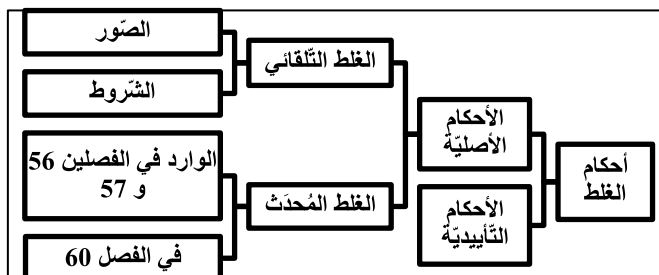 أحكام
الغلط
الأحكام
الأصليّة
الغلط التّلقائي
الصّور
الشّروط
الغلط المُحدَث
الوارد في الفصلين 56
و 57
في الفصل 60
الأحكام
التّأييديّة